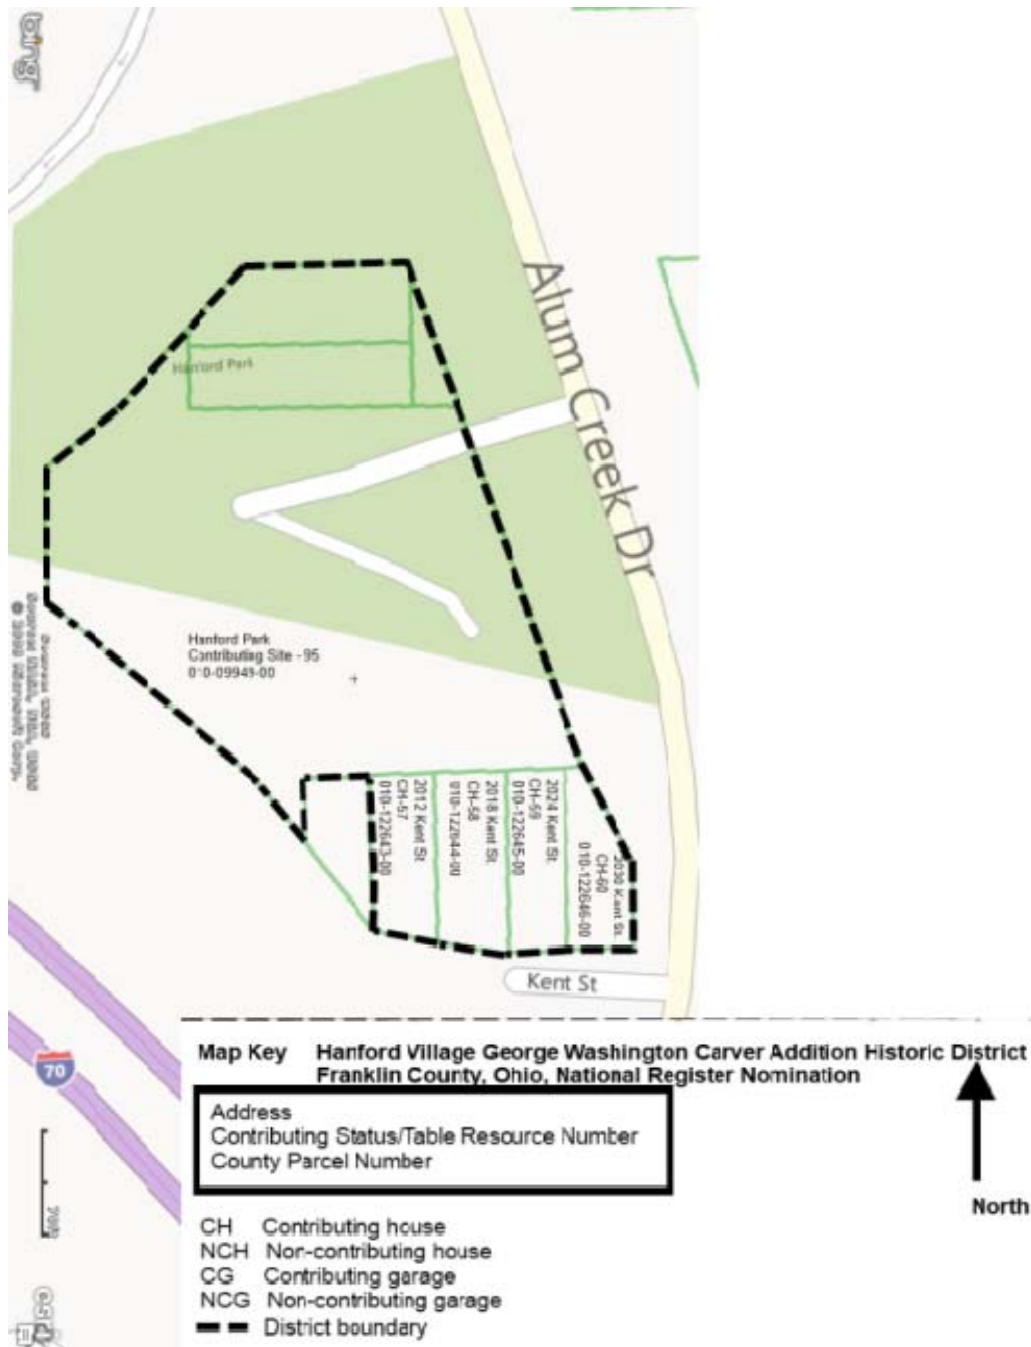 bing
Alum Creek Dr
Hanford Park
Hanford Park
Contributing Site - 95
010-09949-00
2012 Kent St.
CH-57
010-122643-00
2018 Kent St.
CH-58
010-122644-00
2024 Kent St.
CH-59
010-122645-00
2030 Kent St.
CH-60
010-122646-00
Kent St
70
Map Key Hanford Village George Washington Carver Addition Historic District
Franklin County, Ohio, National Register Nomination
Address
Contributing Status/Table Resource Number
County Parcel Number
North
CH Contributing house
NCH Non-contributing house
CG Contributing garage
NCG Non-contributing garage
District boundary